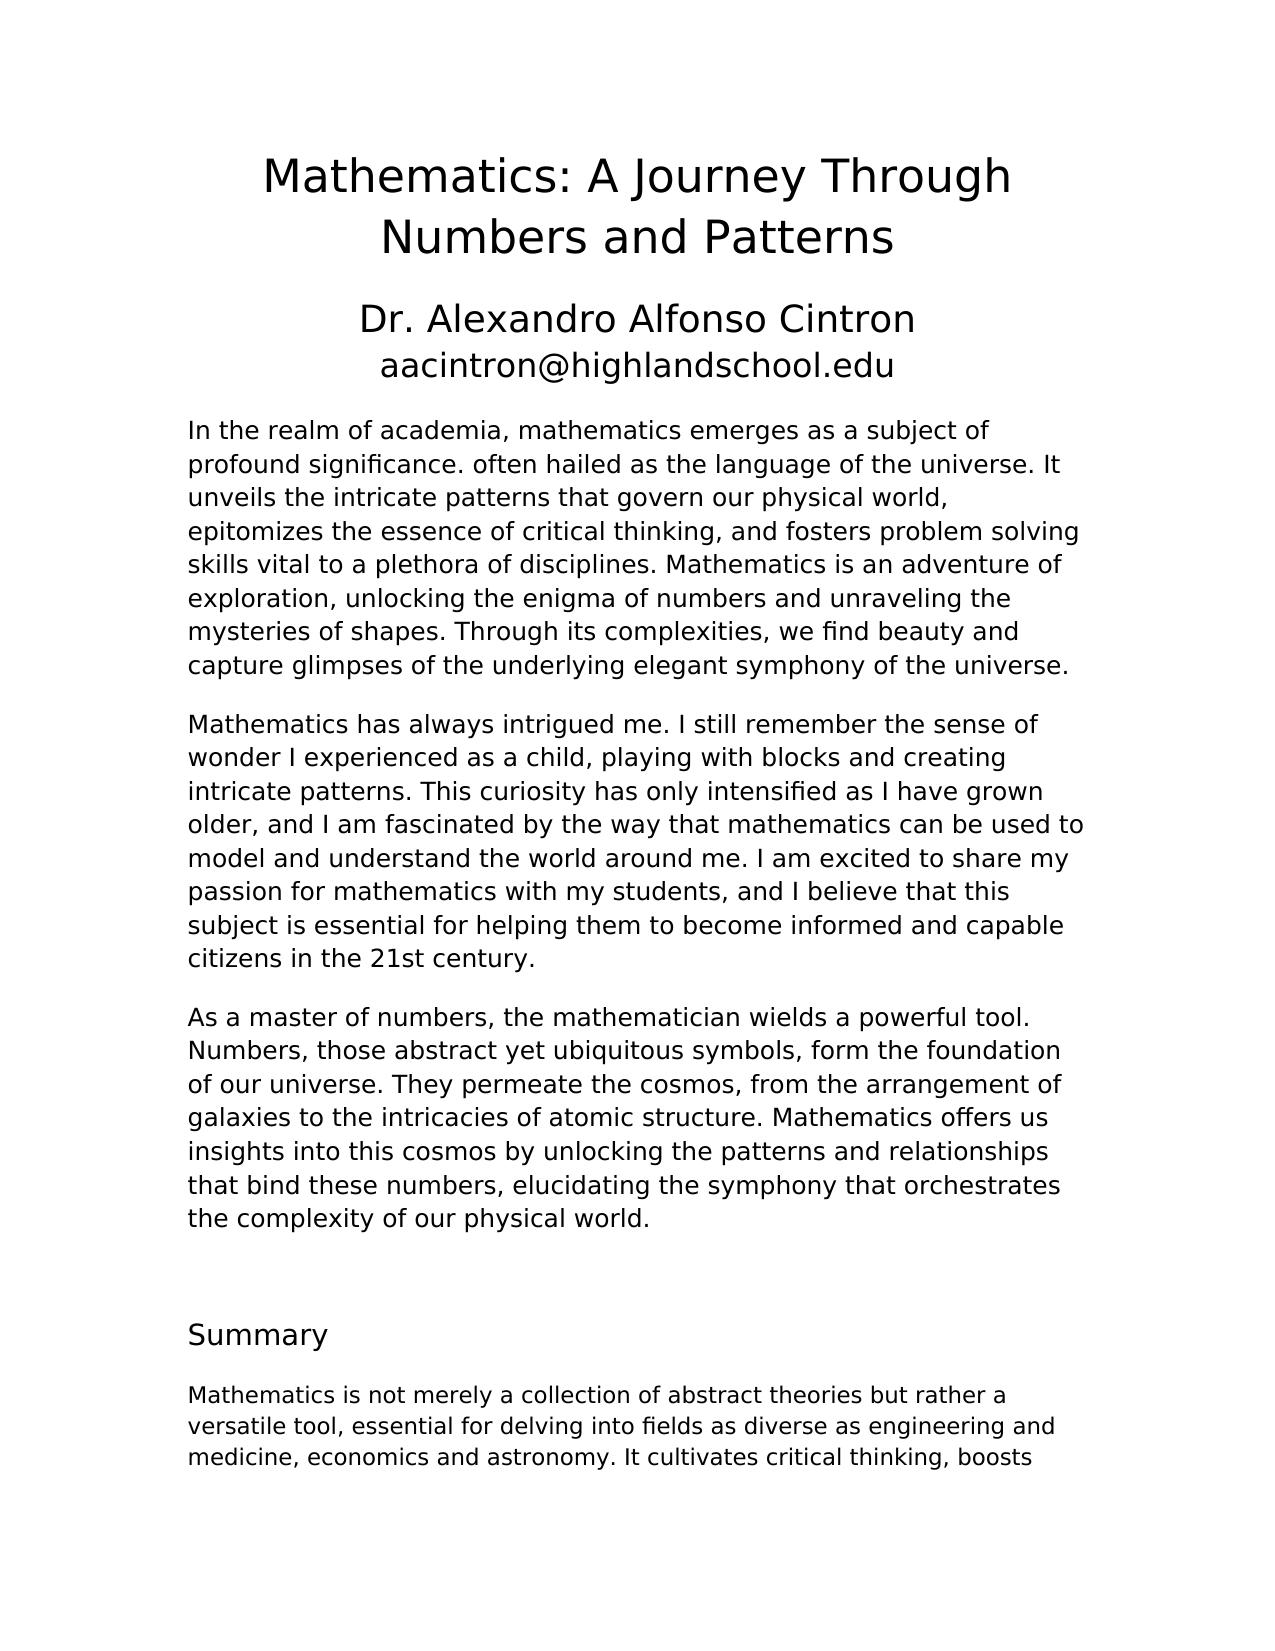 Mathematics: A Journey Through
Numbers and Patterns
Dr. Alexandro Alfonso Cintron
aacintron@highlandschool.edu
In the realm of academia, mathematics emerges as a subject of
profound significance. often hailed as the language of the universe. It
unveils the intricate patterns that govern our physical world,
epitomizes the essence of critical thinking, and fosters problem solving
skills vital to a plethora of disciplines. Mathematics is an adventure of
exploration, unlocking the enigma of numbers and unraveling the
mysteries of shapes. Through its complexities, we find beauty and
capture glimpses of the underlying elegant symphony of the universe.
Mathematics has always intrigued me. I still remember the sense of
wonder I experienced as a child, playing with blocks and creating
intricate patterns. This curiosity has only intensified as I have grown
older, and I am fascinated by the way that mathematics can be used to
model and understand the world around me. I am excited to share my
passion for mathematics with my students, and I believe that this
subject is essential for helping them to become informed and capable
citizens in the 21st century.
As a master of numbers, the mathematician wields a powerful tool.
Numbers, those abstract yet ubiquitous symbols, form the foundation
of our universe. They permeate the cosmos, from the arrangement of
galaxies to the intricacies of atomic structure. Mathematics offers us
insights into this cosmos by unlocking the patterns and relationships
that bind these numbers, elucidating the symphony that orchestrates
the complexity of our physical world.
Summary
Mathematics is not merely a collection of abstract theories but rather a
versatile tool, essential for delving into fields as diverse as engineering and
medicine, economics and astronomy. It cultivates critical thinking, boosts